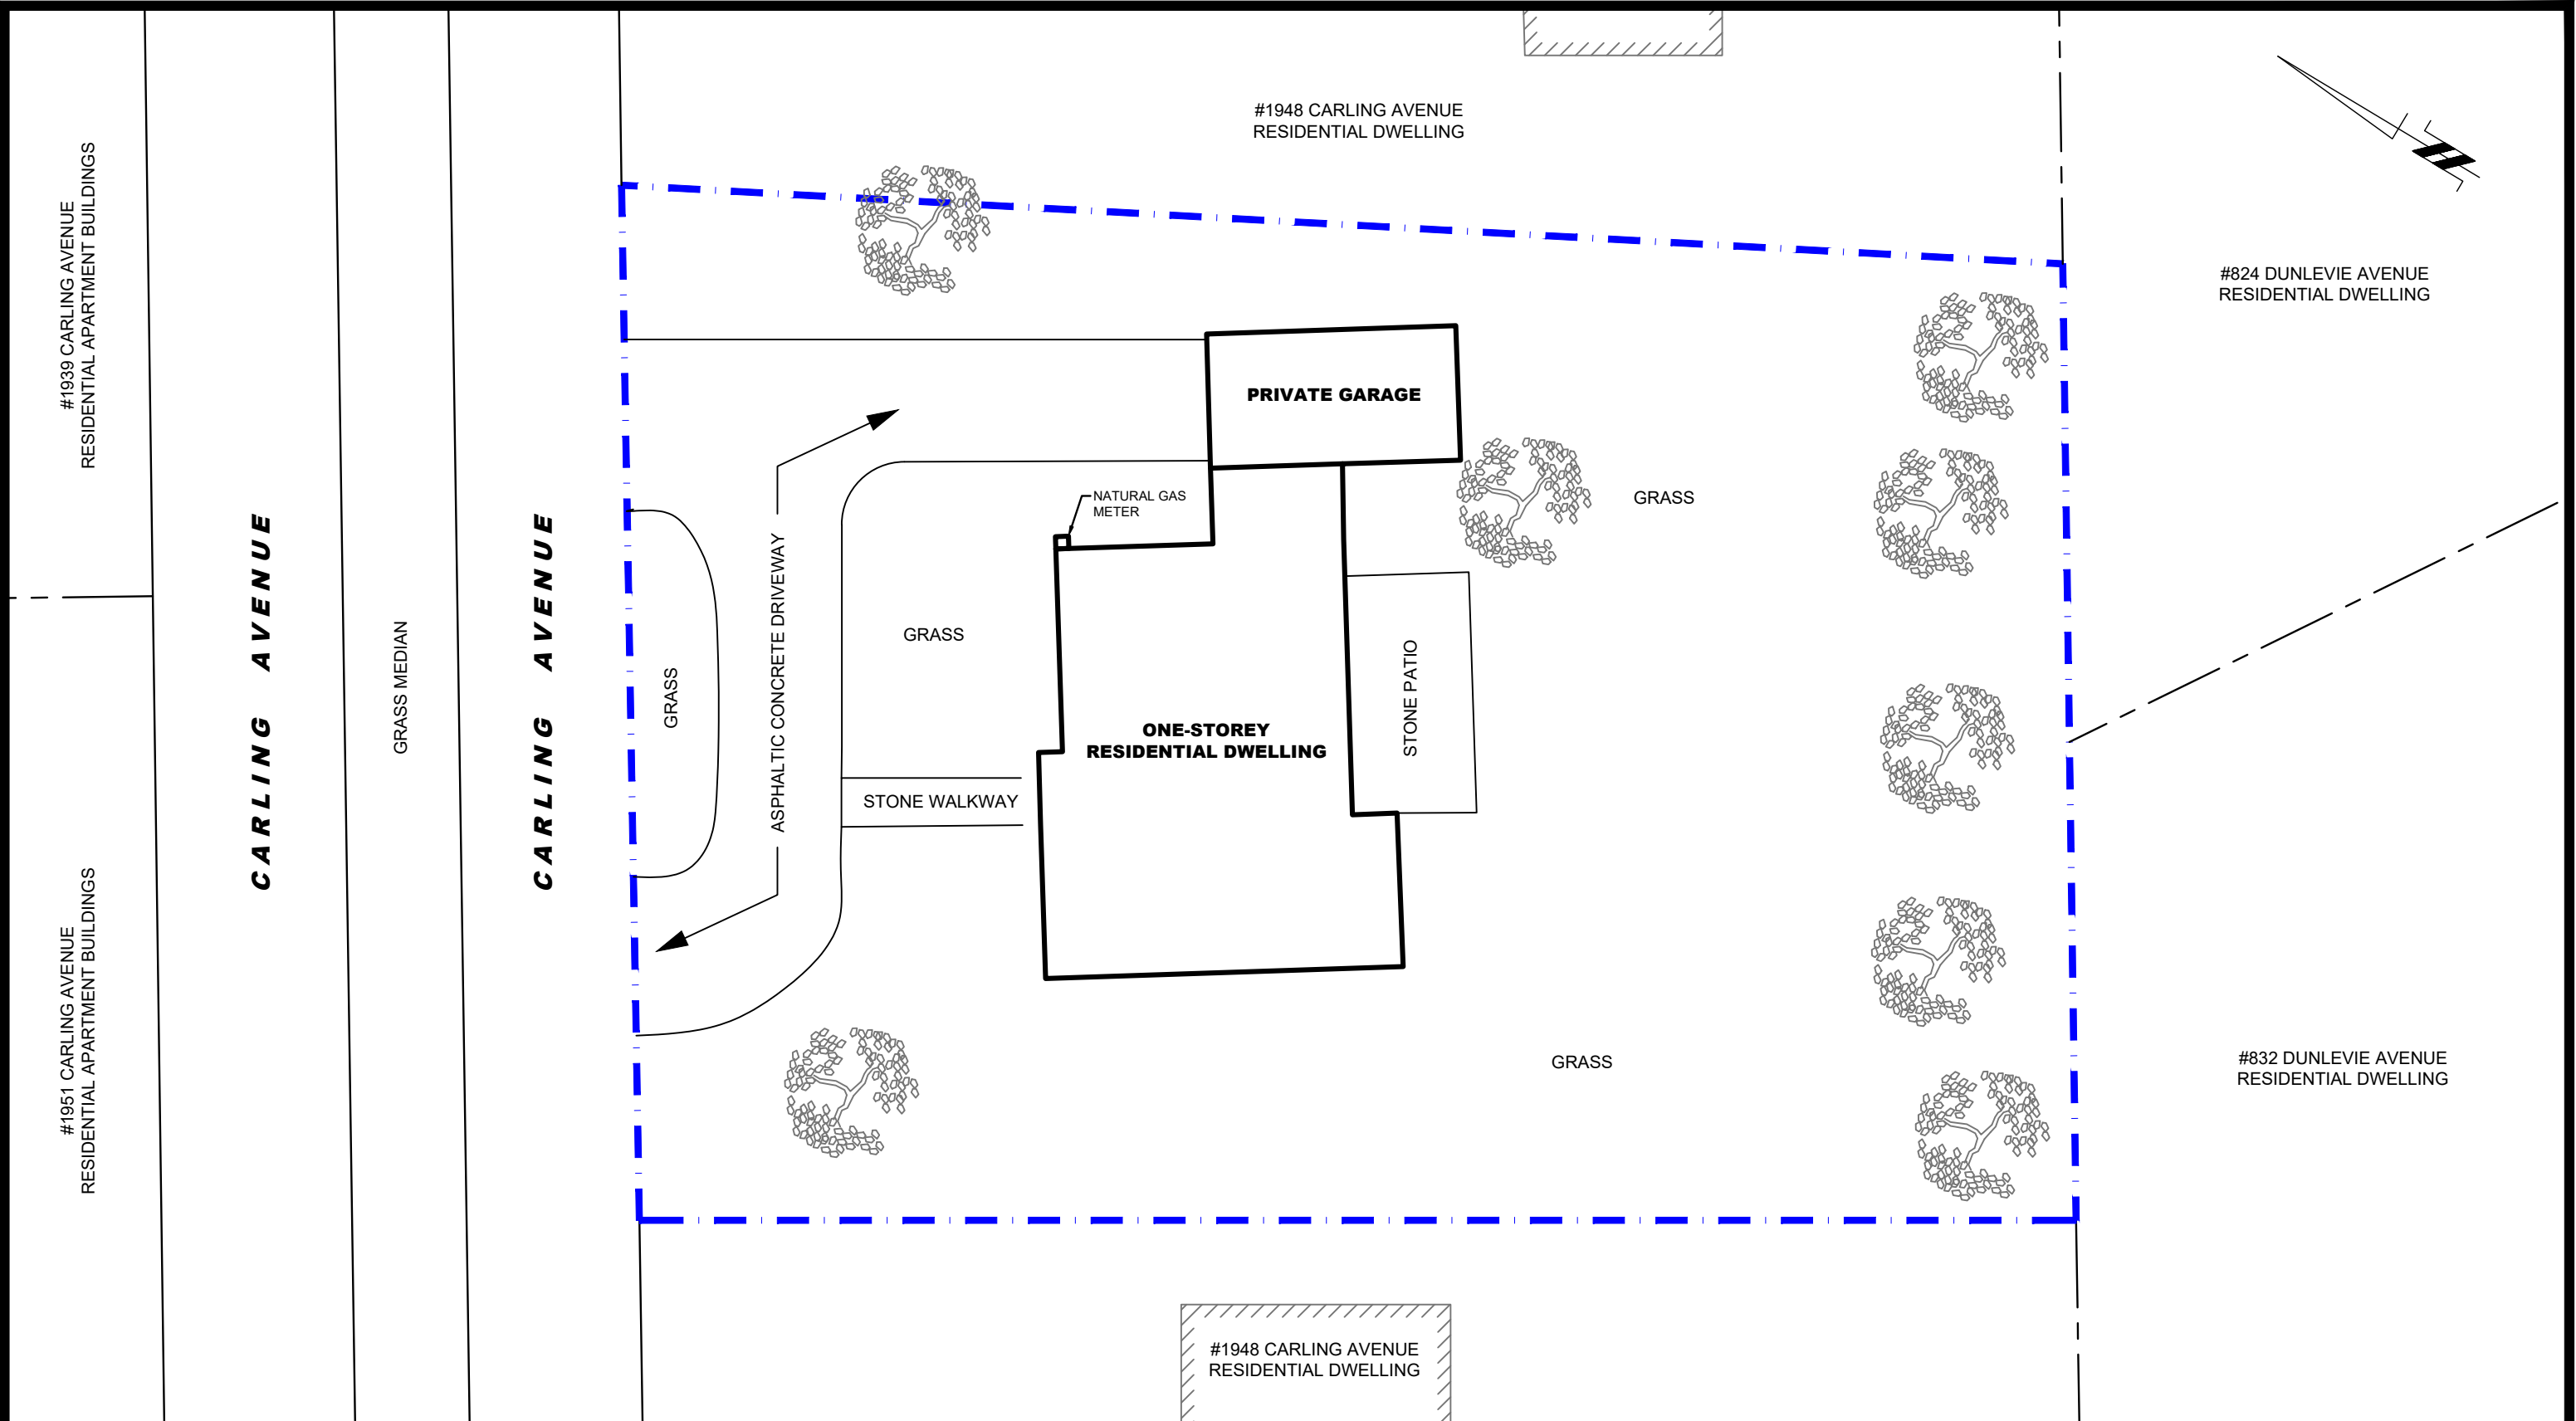 #1948 CARLING AVENUE
RESIDENTIAL DWELLING
#1939 CARLING AVENUE
RESIDENTIAL APARTMENT BUILDINGS
#824 DUNLEVIE AVENUE
RESIDENTIAL DWELLING
PRIVATE GARAGE
NATURAL GAS
METER
GRASS
CARLING AVENUE
GRASS MEDIAN
CARLING AVENUE
GRASS
ASPHALTIC CONCRETE DRIVEWAY
GRASS
ONE-STOREY
RESIDENTIAL DWELLING
STONE PATIO
STONE WALKWAY
#1951 CARLING AVENUE
RESIDENTIAL APARTMENT BUILDINGS
GRASS
#832 DUNLEVIE AVENUE
RESIDENTIAL DWELLING
#1948 CARLING AVENUE
RESIDENTIAL DWELLING